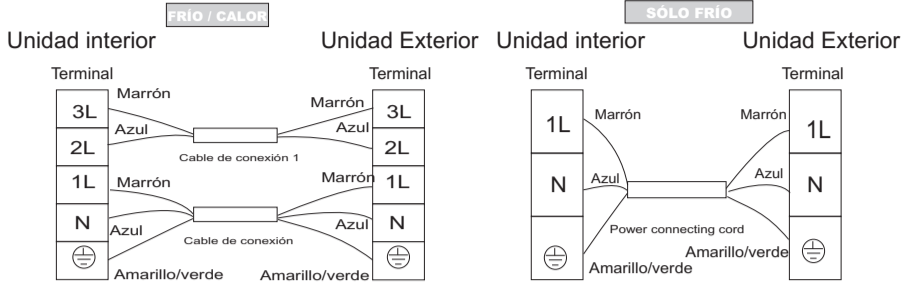 FRÍO / CALOR
Unidad interior Unidad Exterior
Terminal Terminal
Marrón Marrón
3L 3L
Azul Azul
2L 2L
Cable de conexión 1
1L Marrón Marrón 1L
N Azul Azul N
Cable de conexión
Amarillo/verde Amarillo/verde
SÓLO FRÍO
Unidad interior Unidad Exterior
Terminal Terminal
1L Marrón Marrón 1L
N Azul Azul N
Power connecting cord
Amarillo/verde Amarillo/verde